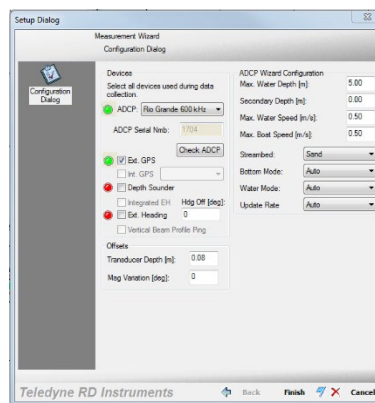 Setup Dialog
Measurement Wizard
Configuration Dialog
Configuration
Dialog
Devices
Select all devices used during data
collection.
ADCP: Rio Grande 600 kHz
ADCP Serial Nmb: 1704
Check ADCP
Ext. GPS
Int. GPS
Depth Sounder
Integrated EH Hdg Off [deg]:
Ext. Heading 0
Vertical Beam Profile Ping
Offsets
Transducer Depth [m]: 0.08
Mag Variation [deg]: 0
ADCP Wizard Configuration
Max. Water Depth [m]: 5.00
Secondary Depth [m]: 0.00
Max. Water Speed [m/s]: 0.50
Max. Boat Speed [m/s]: 0.50
Streambed: Sand
Bottom Mode: Auto
Water Mode: Auto
Update Rate Auto
Teledyne RD Instruments
Back Finish Cancel